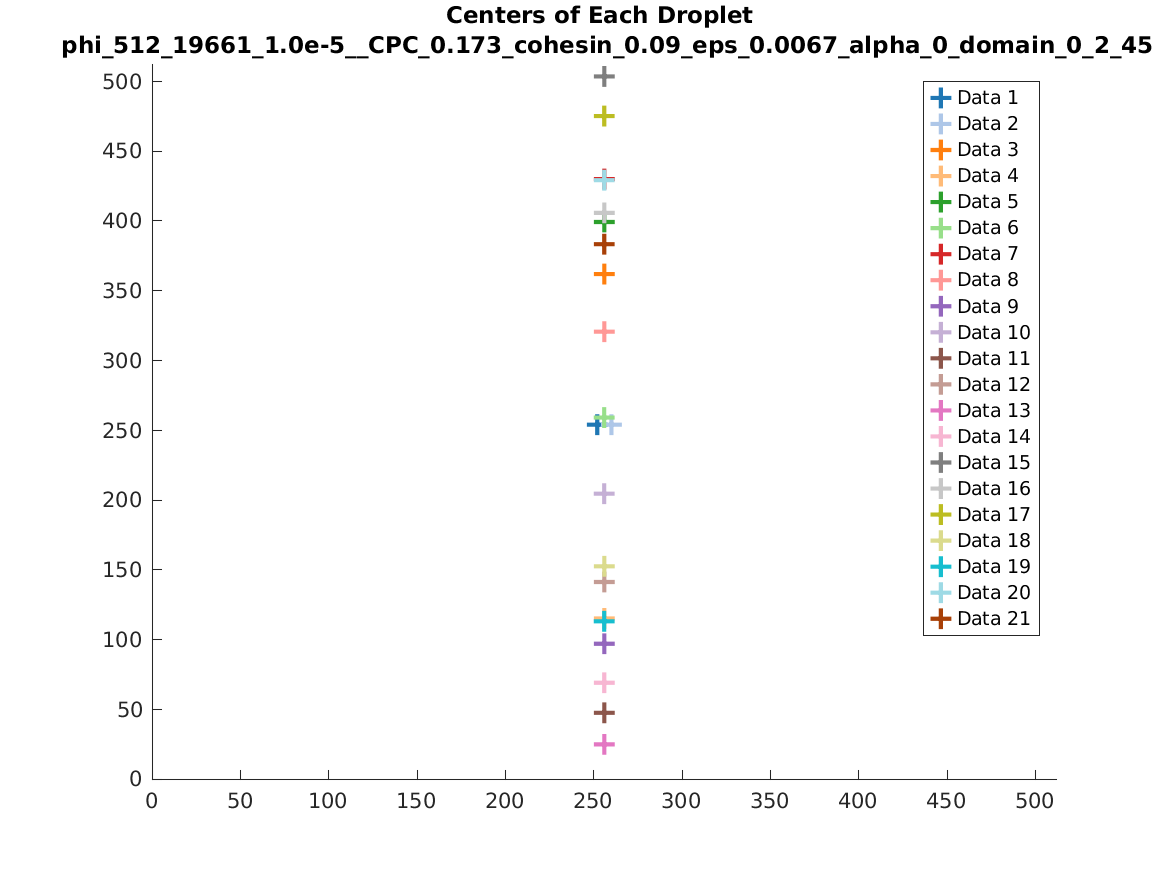 Centers of Each Droplet
phi_512_19661_1.0e-5__CPC_0.173_cohesin_0.09_eps_0.0067_alpha_0_domain_0_2_45
500
450
400
350
300
250
200
150
100
50
0
0 50 100 150 200 250 300 350 400 450 500
Data 1
Data 2
Data 3
Data 4
Data 5
Data 6
Data 7
Data 8
Data 9
Data 10
Data 11
Data 12
Data 13
Data 14
Data 15
Data 16
Data 17
Data 18
Data 19
Data 20
Data 21